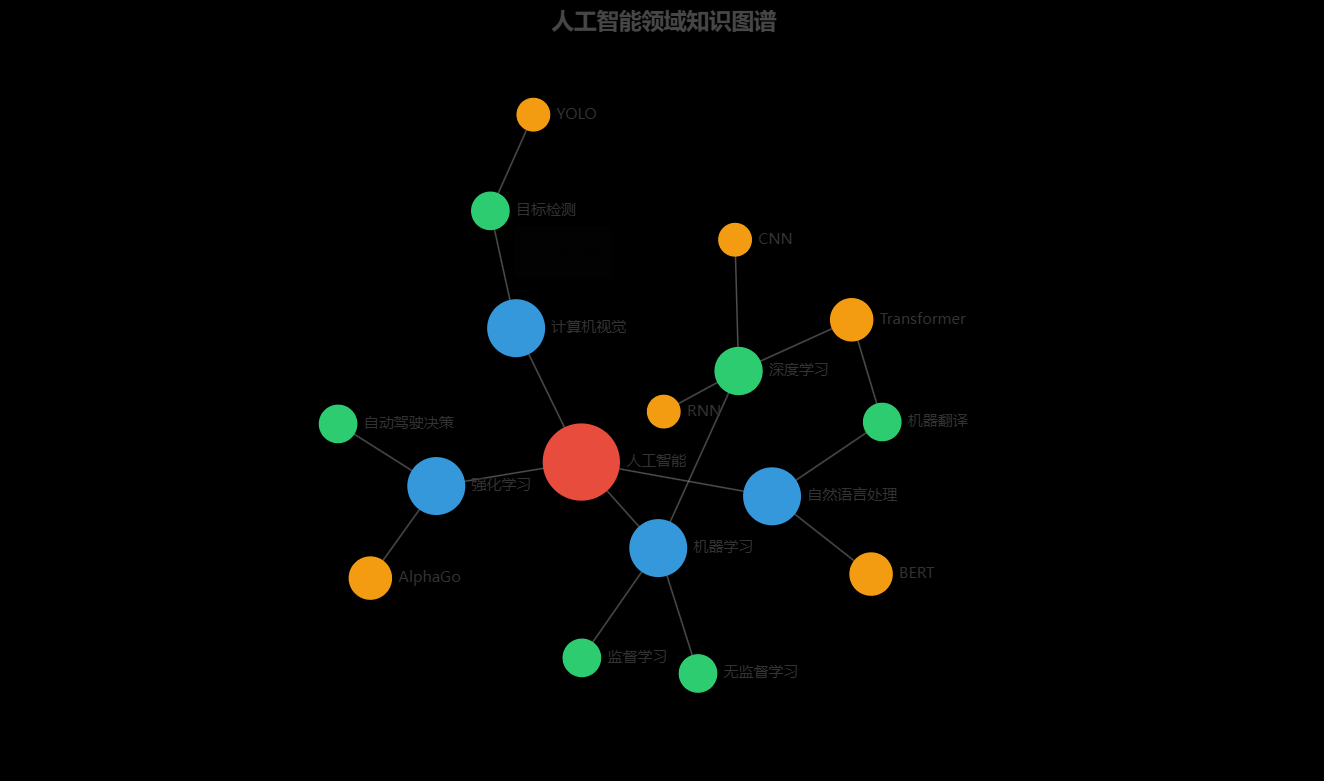 人工智能领域知识图谱
YOLO
目标检测
CNN
Transformer
计算机视觉
深度学习
RNN
机器翻译
自动驾驶决策
人工智能
强化学习
自然语言处理
机器学习
BERT
AlphaGo
监督学习
无监督学习